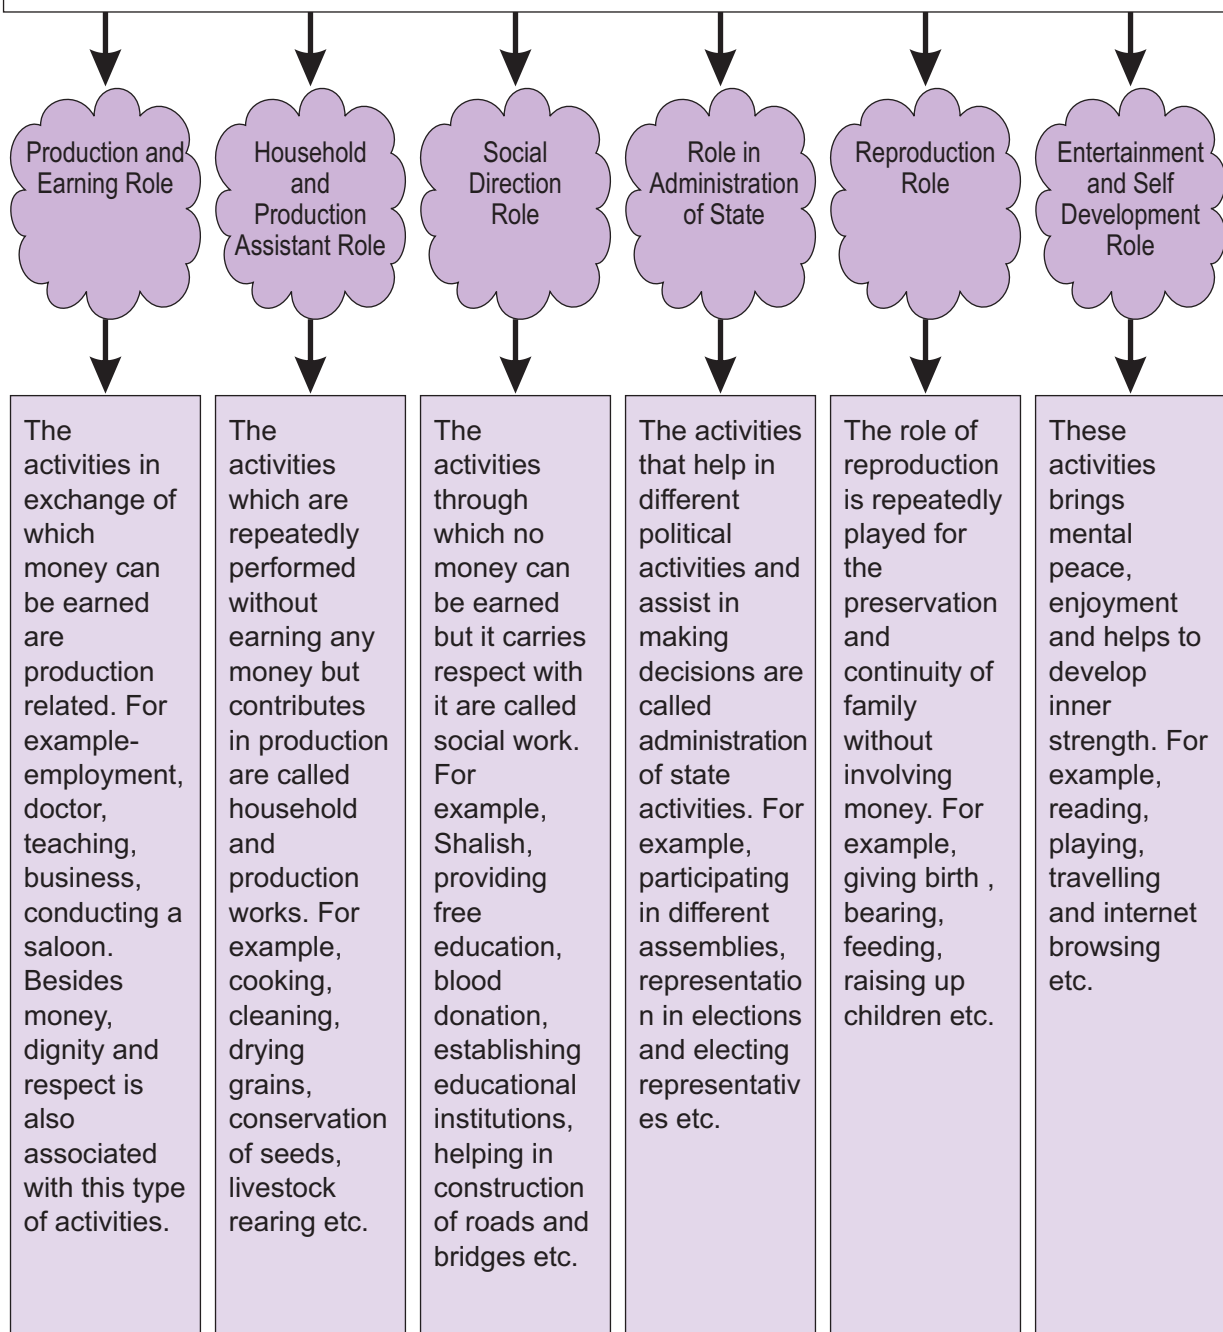 Production and
Earning Role
Household
and
Production
Assistant Role
Social
Direction
Role
Role in
Administration
of State
Reproduction
Role
Entertainment
and Self
Development
Role
The
activities in
exchange of
which
money can
be earned
are
production
related. For
example-
employment,
doctor,
teaching,
business,
conducting a
saloon.
Besides
money,
dignity and
respect is
also
associated
with this type
of activities.
The
activities
which are
repeatedly
performed
without
earning any
money but
contributes
in production
are called
household
and
production
works. For
example,
cooking,
cleaning,
drying
grains,
conservation
of seeds,
livestock
rearing etc.
The
activities
through
which no
money can
be earned
but it carries
respect with
it are called
social work.
For
example,
Shalish,
providing
free
education,
blood
donation,
establishing
educational
institutions,
helping in
construction
of roads and
bridges etc.
The activities
that help in
different
political
activities and
assist in
making
decisions are
called
administration
of state
activities. For
example,
participating
in different
assemblies,
representatio
n in elections
and electing
representativ
es etc.
The role of
reproduction
is repeatedly
played for
the
preservation
and
continuity of
family
without
involving
money. For
example,
giving birth ,
bearing,
feeding,
raising up
children etc.
These
activities
brings
mental
peace,
enjoyment
and helps to
develop
inner
strength. For
example,
reading,
playing,
travelling
and internet
browsing
etc.